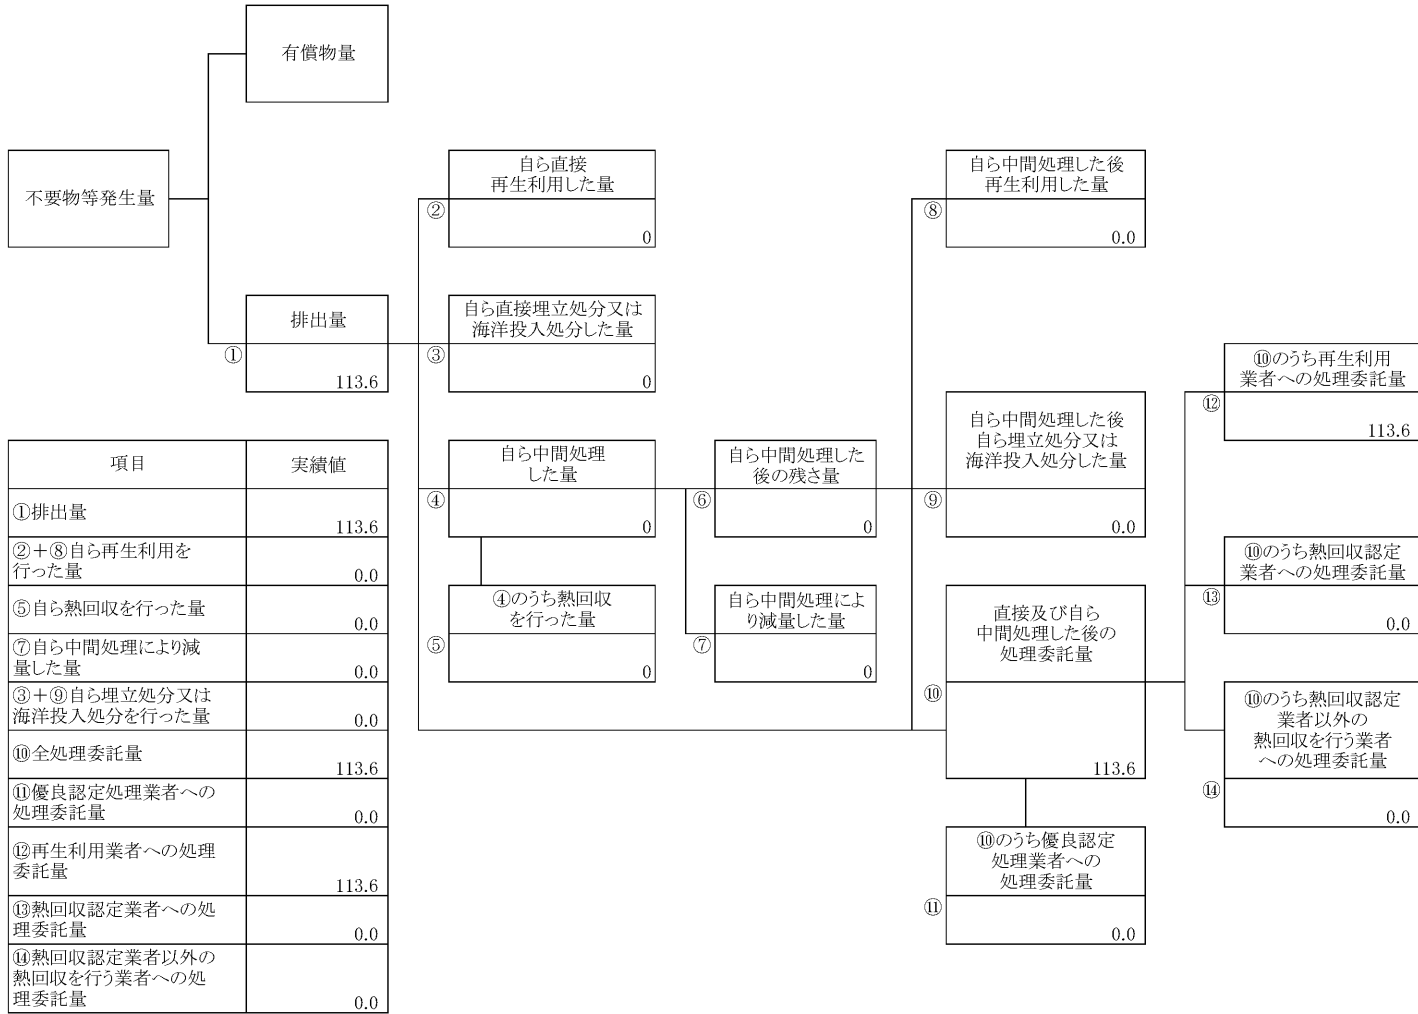 有償物量
不要物等発生量
排出量
①
113.6
自ら直接
再生利用した量
②
0
自ら直接埋立処分又は
海洋投入処分した量
③
0
自ら中間処理
した量
④
0
④のうち熱回収
を行った量
⑤
0
自ら中間処理した
後の残さ量
⑥
0
自ら中間処理によ
り減量した量
⑦
0
自ら中間処理した後
再生利用した量
⑧
0.0
自ら中間処理した後
自ら埋立処分又は
海洋投入処分した量
⑨
0.0
直接及び自ら
中間処理した後の
処理委託量
⑩
113.6
⑩のうち優良認定
処理業者への
処理委託量
⑪
0.0
⑩のうち再生利用
業者への処理委託量
⑫
113.6
⑩のうち熱回収認定
業者への処理委託量
⑬
0.0
⑩のうち熱回収認定
業者以外の
熱回収を行う業者
への処理委託量
⑭
0.0
項目 実績値
①排出量
113.6
②+⑧自ら再生利用を
行った量
0.0
⑤自ら熱回収を行った量
0.0
⑦自ら中間処理により減
量した量
0.0
③+⑨自ら埋立処分又は
海洋投入処分を行った量
0.0
⑩全処理委託量
113.6
⑪優良認定処理業者への
処理委託量
0.0
⑫再生利用業者への処理
委託量
113.6
⑬熱回収認定業者への処
理委託量
0.0
⑭熱回収認定業者以外の
熱回収を行う業者への処
理委託量
0.0